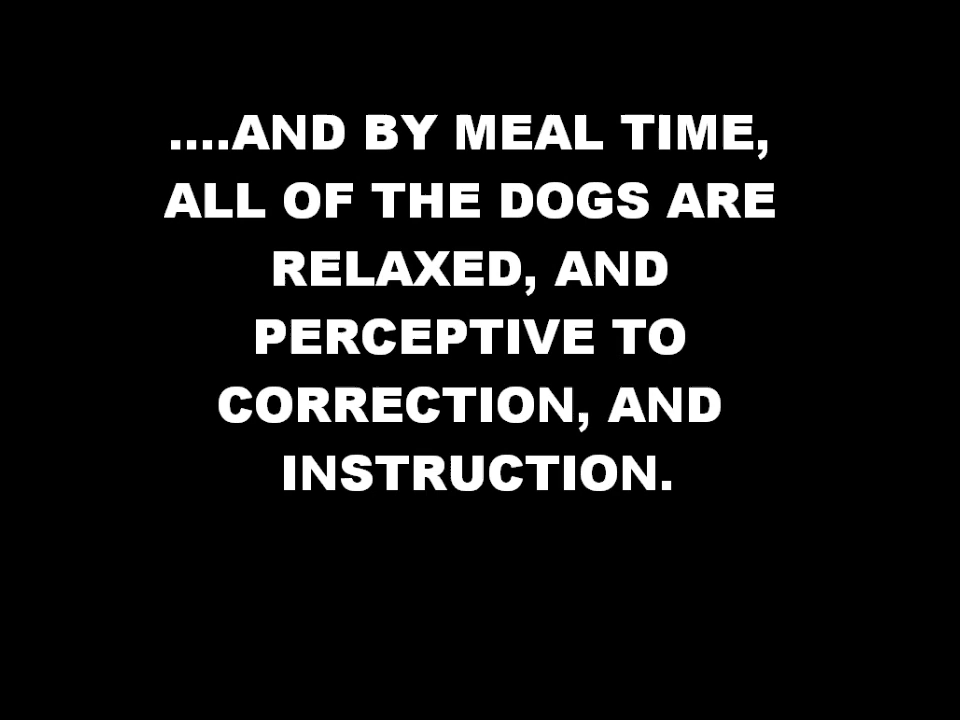 ....AND BY MEAL TIME,
ALL OF THE DOGS ARE
RELAXED, AND
PERCEPTIVE TO
CORRECTION, AND
INSTRUCTION.